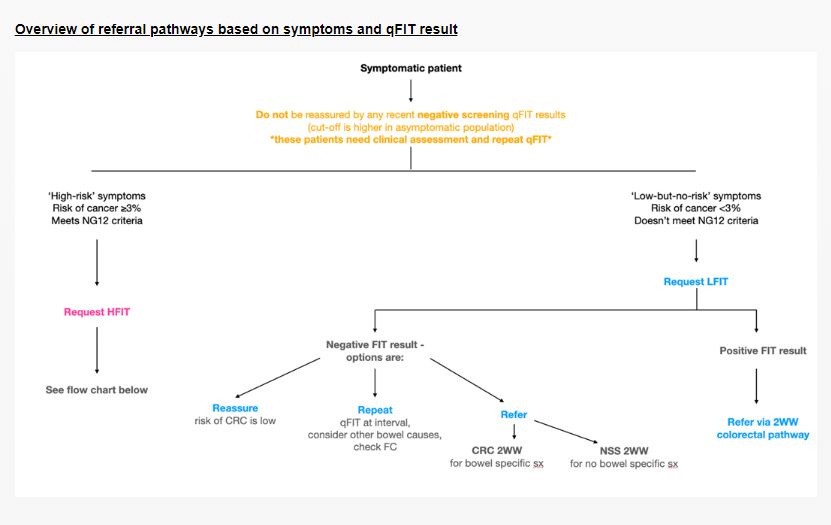 Overview of referral pathways based on symptoms and qFIT result
Symptomatic patient
Do not be reassured by any recent negative screening qFIT results
(cut-off is higher in asymptomatic population)
*these patients need clinical assessment and repeat qFIT*
'High-risk' symptoms
Risk of cancer ≥3%
Meets NG12 criteria
'Low-but-no-risk' symptoms
Risk of cancer <3%
Doesn't meet NG12 criteria
Request LFIT
Request HFIT
Negative FIT result -
options are:
Positive FIT result
See flow chart below
Reassure
risk of CRC is low
Repeat
qFIT at interval,
consider other bowel causes,
check FC
Refer
Refer via 2WW
colorectal pathway
CRC 2WW
for bowel specific sx
NSS 2WW
for no bowel specific sx